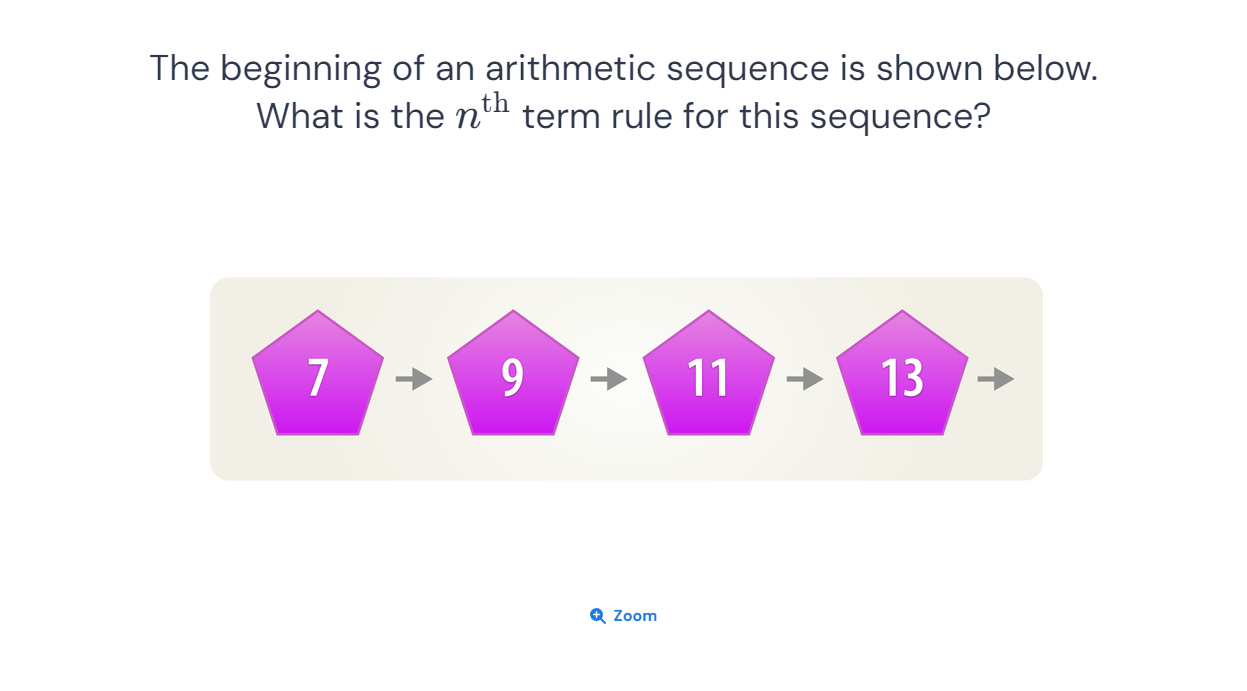 The beginning of an arithmetic sequence is shown below.
What is the n^th term rule for this sequence?
7 9 11 13
Zoom